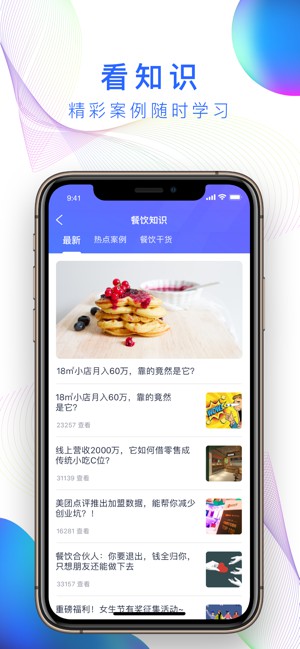 看知识
精彩案例随时学习
9:41
餐饮知识
最新 热点案例 餐饮干货
18㎡小店月入60万，靠的竟然是它？
18㎡小店月入60万，靠的竟然
是它？
23257 查看
线上营收2000万，它如何借零售成
传统小吃C位？
31139 查看
美团点评推出加盟数据，能帮你减少
创业坑？！
16281 查看
餐饮合伙人：你要退出，钱全归你，
只想朋友还能做下去
33157 查看
重磅福利！女生节有奖征集活动~